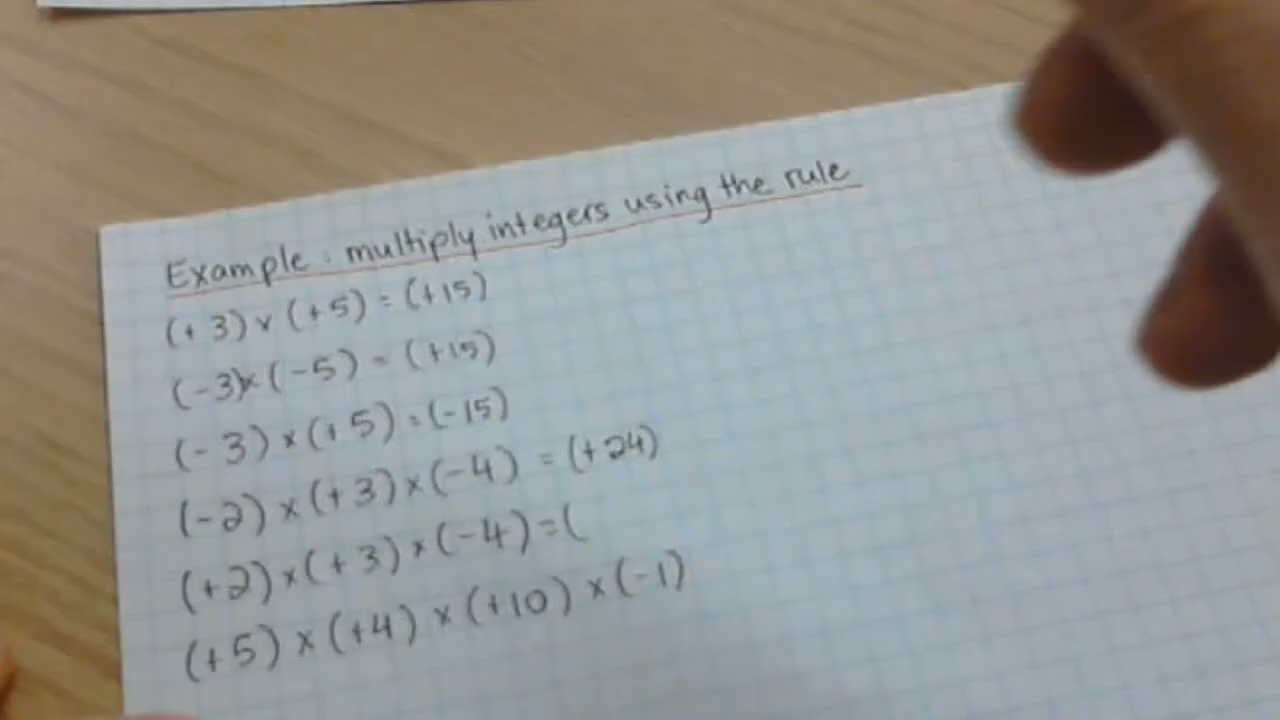 Example: multiply integers using the rule
(+3) × (+5) = (+15)
(-3) × (-5) = (+15)
(-3) × (+5) = (-15)
(-2) × (+3) × (-4) = (+24)
(+2) × (+3) × (-4) = (
(+5) × (+4) × (+10) × (-1)